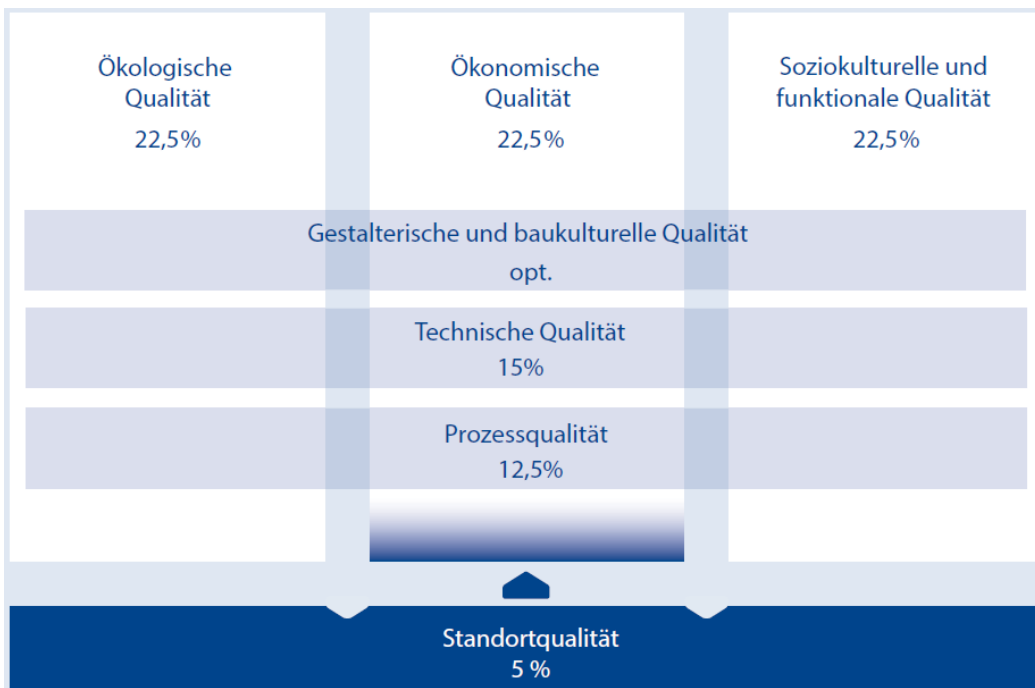 Ökologische
Qualität
22,5%
Ökonomische
Qualität
22,5%
Soziokulturelle und
funktionale Qualität
22,5%
Gestalterische und baukulturelle Qualität
opt.
Technische Qualität
15%
Prozessqualität
12,5%
Standortqualität
5 %